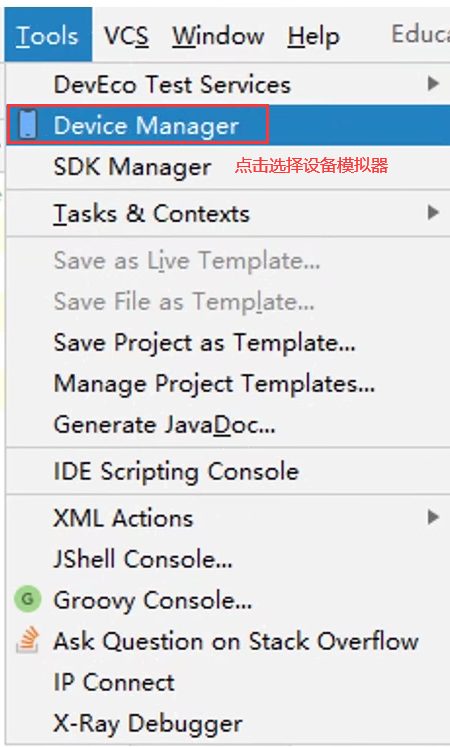 Tools VCS Window Help Educa
DevEco Test Services
Device Manager
SDK Manager 点击选择设备模拟器
Tasks & Contexts
Save as Live Template...
Save File as Template...
Save Project as Template...
Manage Project Templates...
Generate JavaDoc...
IDE Scripting Console
XML Actions
JShell Console...
G Groovy Console...
Ask Question on Stack Overflow
IP Connect
X-Ray Debugger